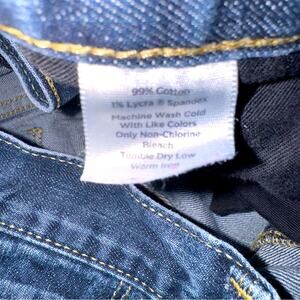 99% Cotton
1% Lycra ® Spandex
Machine Wash Cold
With Like Colors
Only Non-Chlorine
Bleach
Tumble Dry Low
Warm Iron